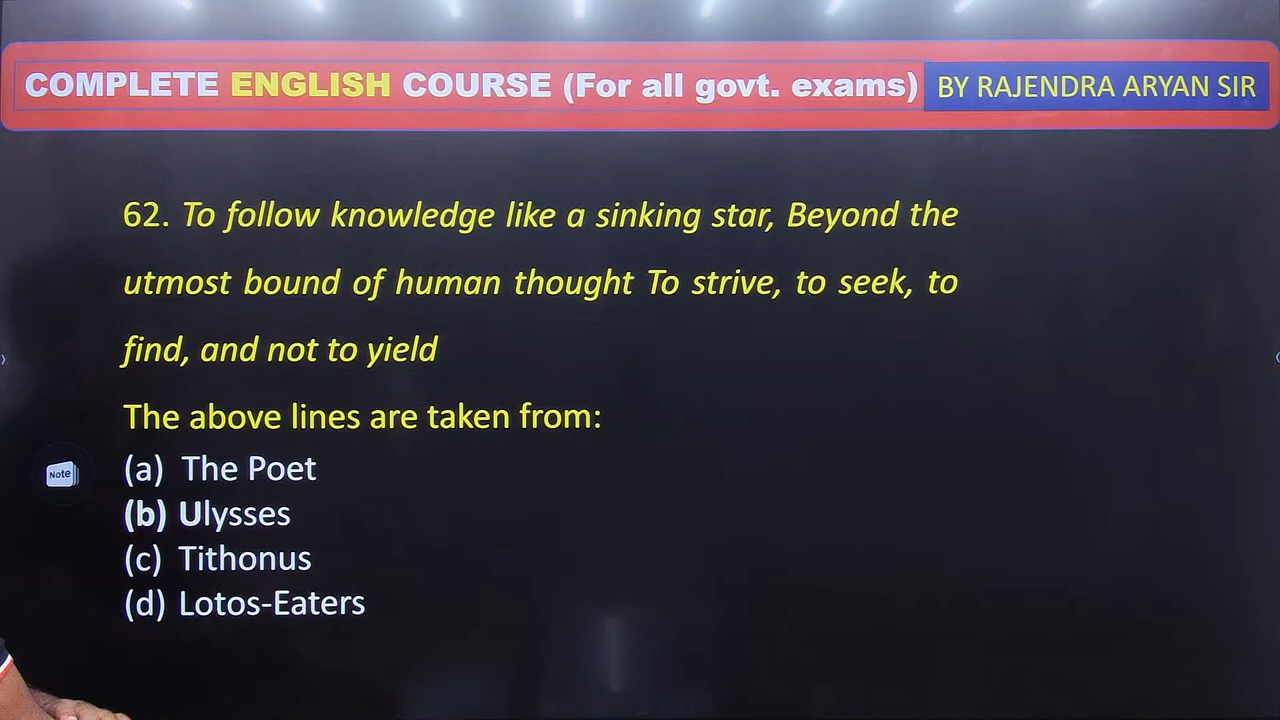 COMPLETE ENGLISH COURSE (For all govt. exams) BY RAJENDRA ARYAN SIR
62. To follow knowledge like a sinking star, Beyond the
utmost bound of human thought To strive, to seek, to
find, and not to yield
The above lines are taken from:
(a) The Poet
Note
(b) Ulysses
(c) Tithonus
(d) Lotos-Eaters